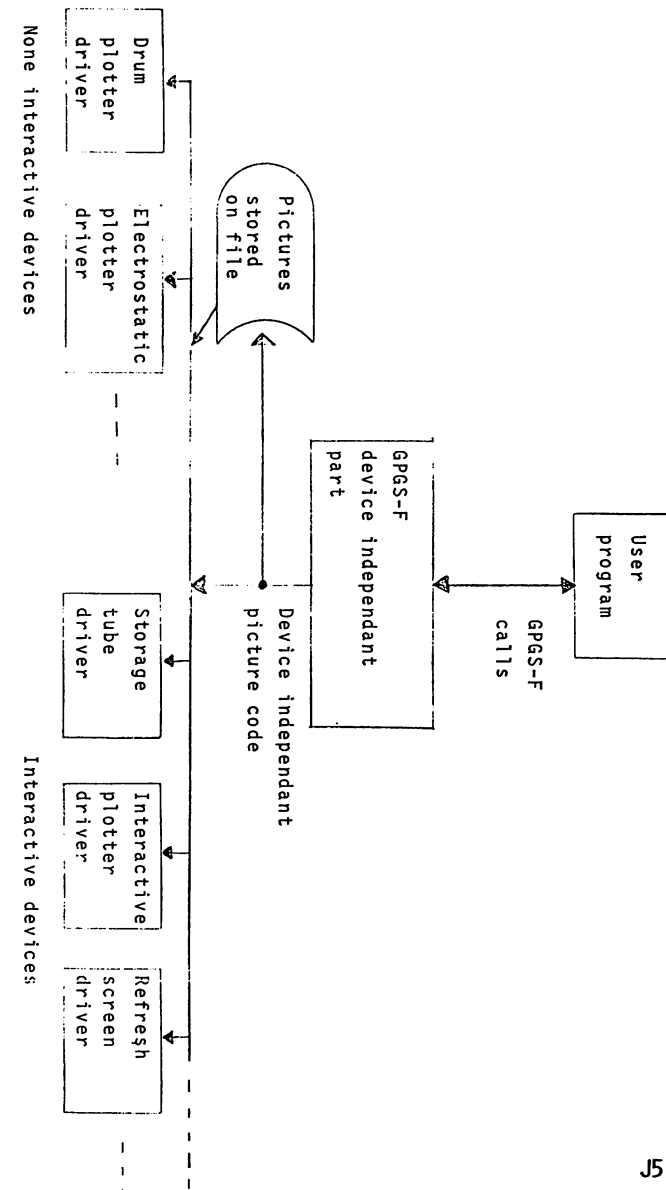 User
program
GPGS-F
calls
GPGS-F
device independant
part
Device independant
picture code
Pictures
stored
on file
Drum
plotter
driver
Electrostatic
plotter
driver
Storage
tube
driver
Interactive
plotter
driver
Refresh
screen
driver
None interactive devices
Interactive devices
J5